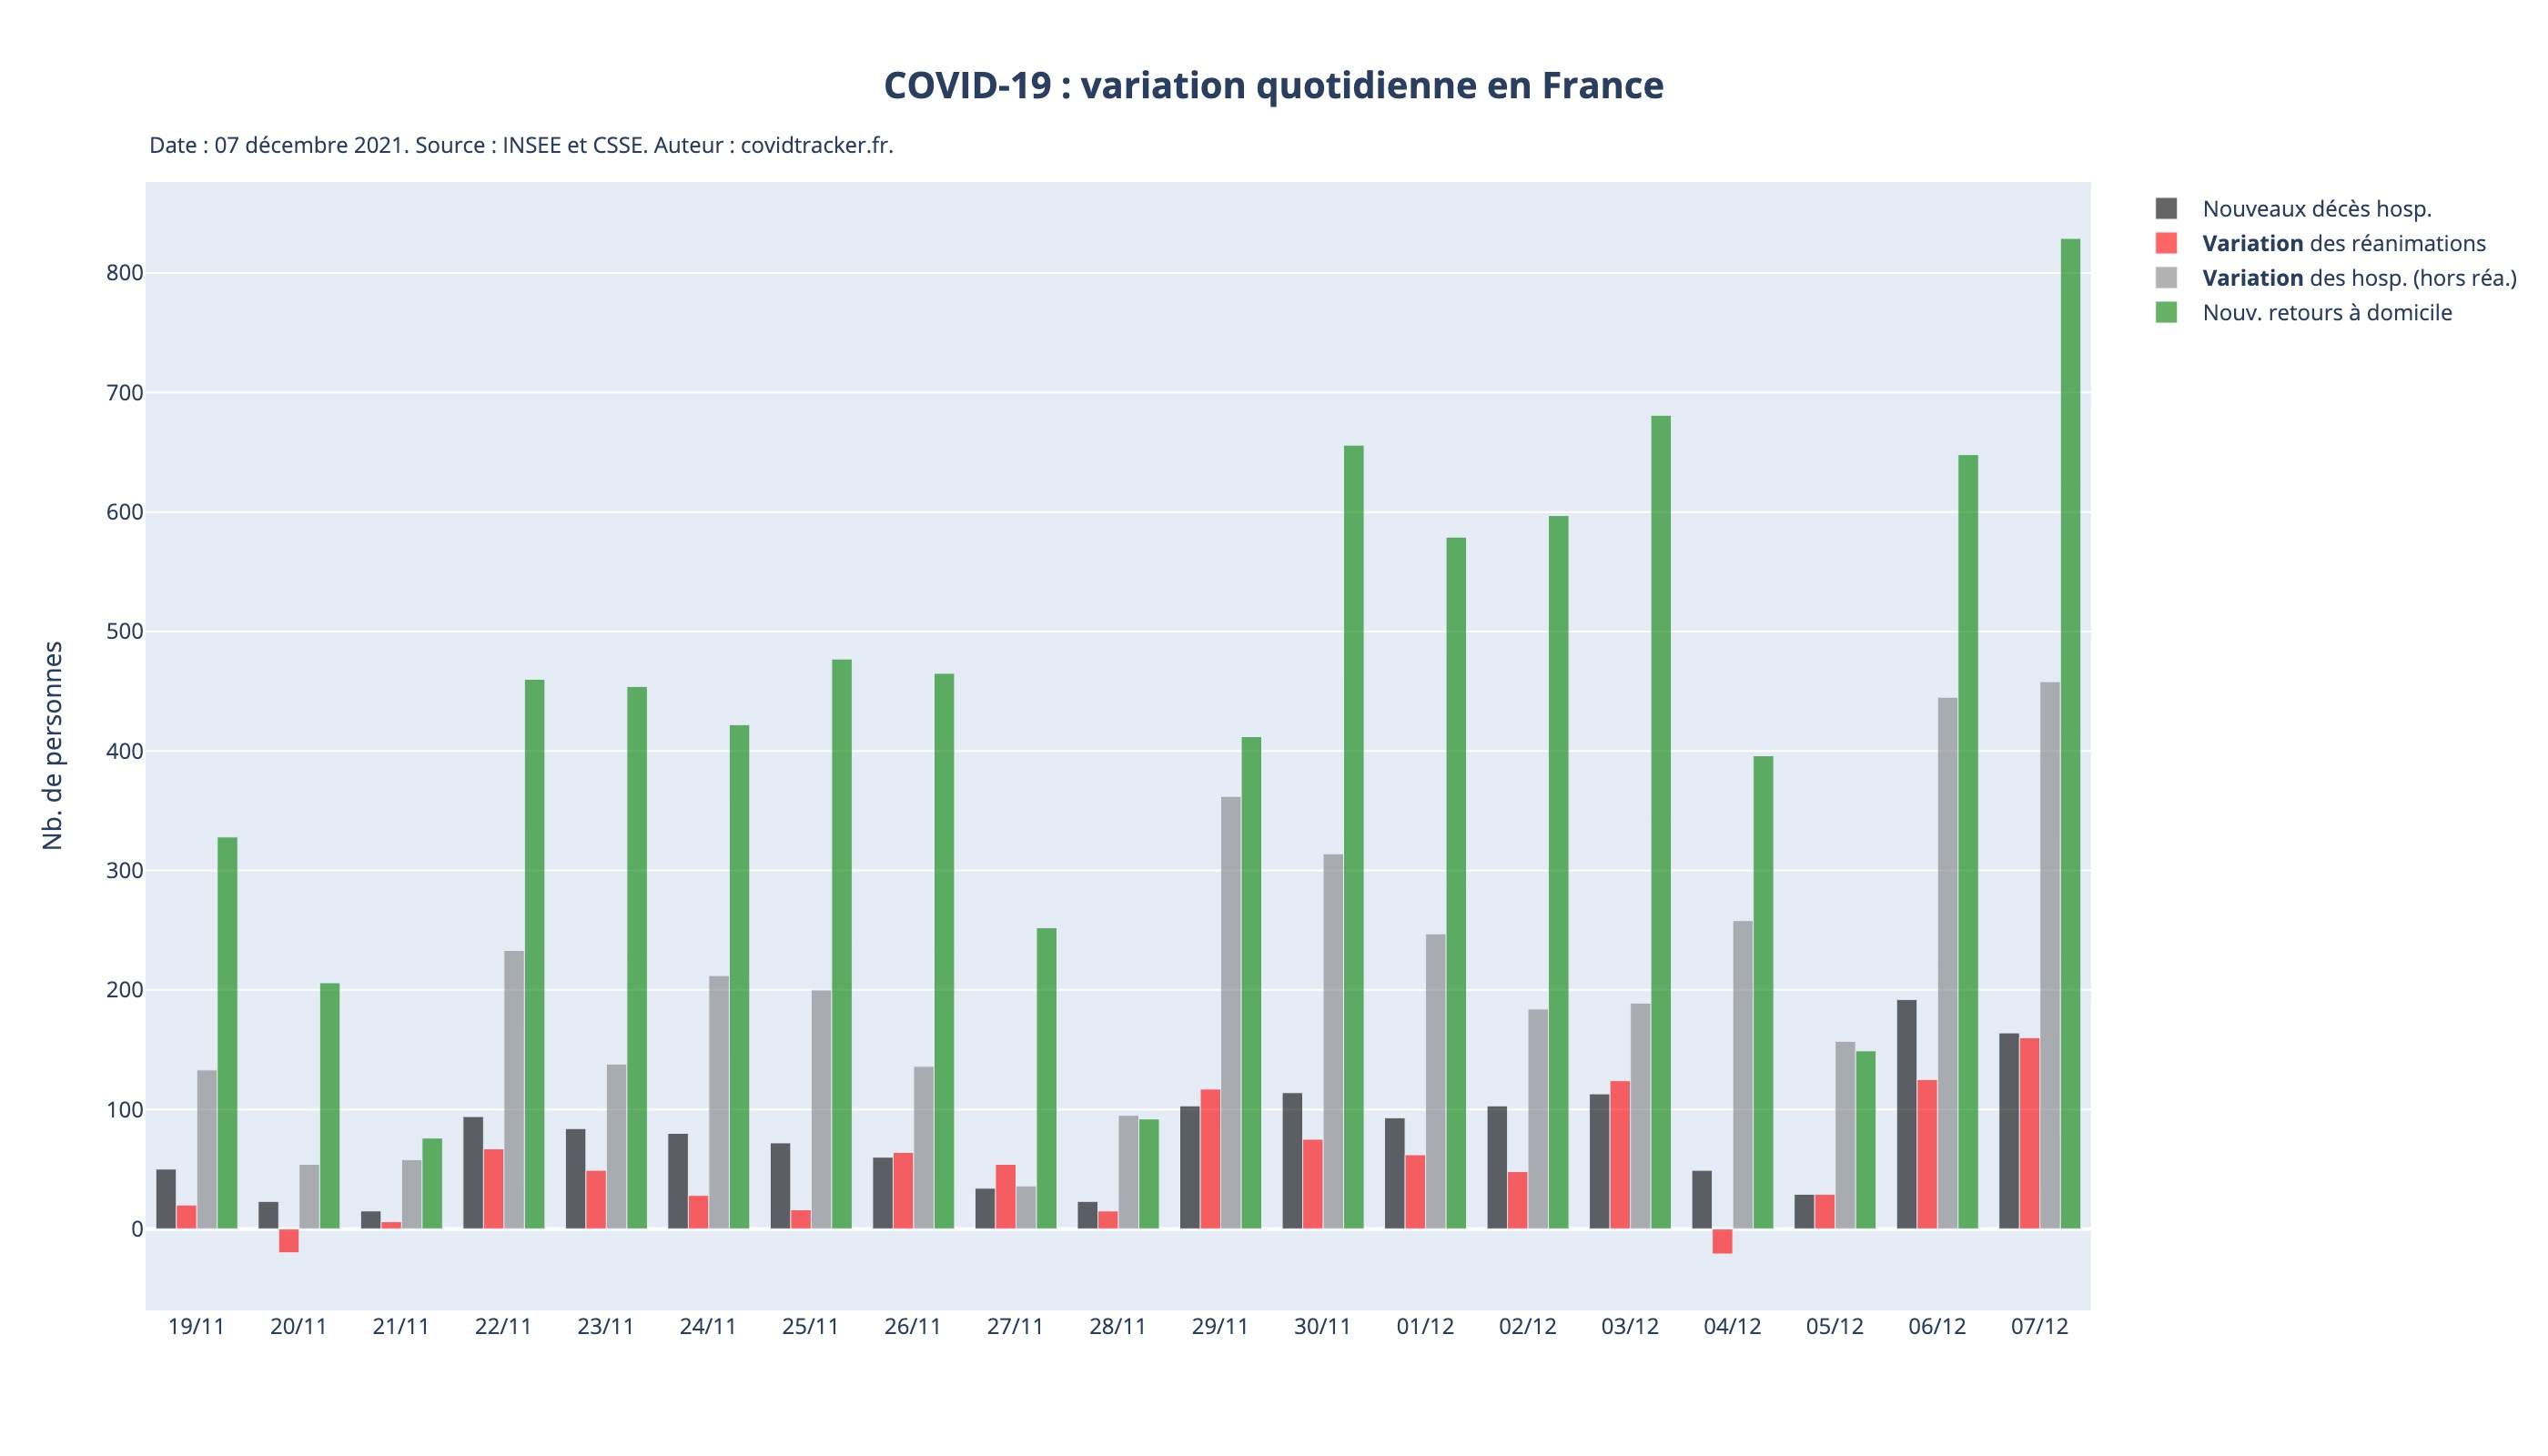 COVID-19 : variation quotidienne en France
Date : 07 décembre 2021. Source : INSEE et CSSE. Auteur : covidtracker.fr.
Nouveaux décès hosp.
Variation des réanimations
Variation des hosp. (hors réa.)
Nouv. retours à domicile
Nb. de personnes
800
700
600
500
400
300
200
100
0
19/11 20/11 21/11 22/11 23/11 24/11 25/11 26/11 27/11 28/11 29/11 30/11 01/12 02/12 03/12 04/12 05/12 06/12 07/12